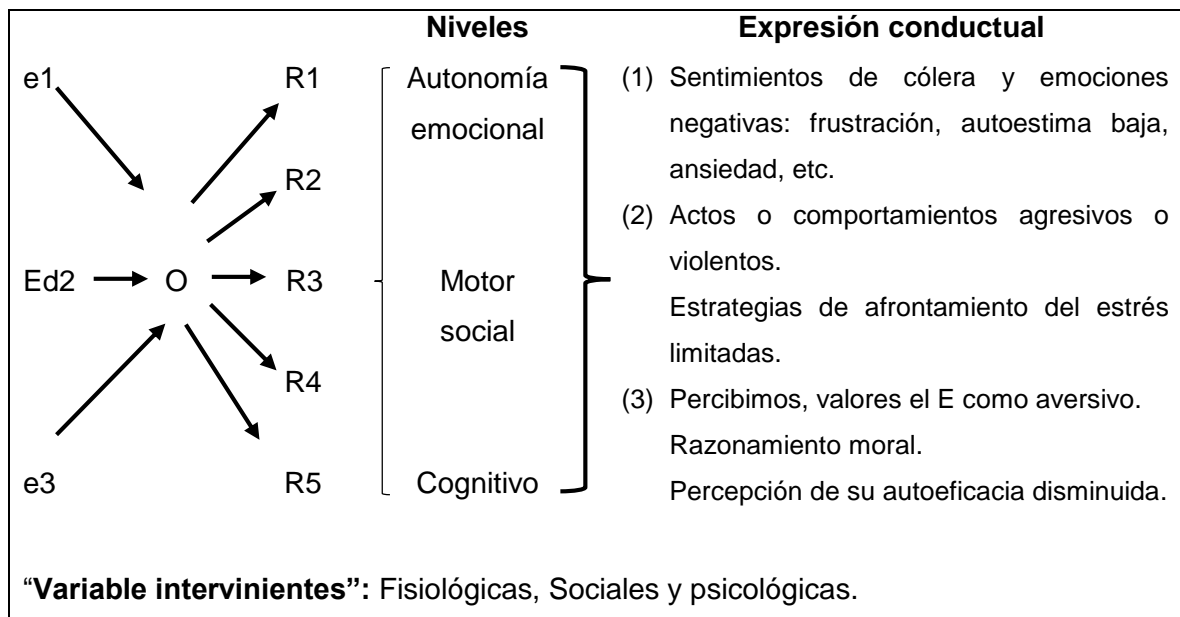 Niveles
Expresión conductual
e1
Ed2
e3
O
R1
R2
R3
R4
R5
Autonomía
emocional
Motor
social
Cognitivo
(1) Sentimientos de cólera y emociones
negativas: frustración, autoestima baja,
ansiedad, etc.
(2) Actos o comportamientos agresivos o
violentos.
Estrategias de afrontamiento del estrés
limitadas.
(3) Percibimos, valores el E como aversivo.
Razonamiento moral.
Percepción de su autoeficacia disminuida.
“Variable intervinientes”: Fisiológicas, Sociales y psicológicas.